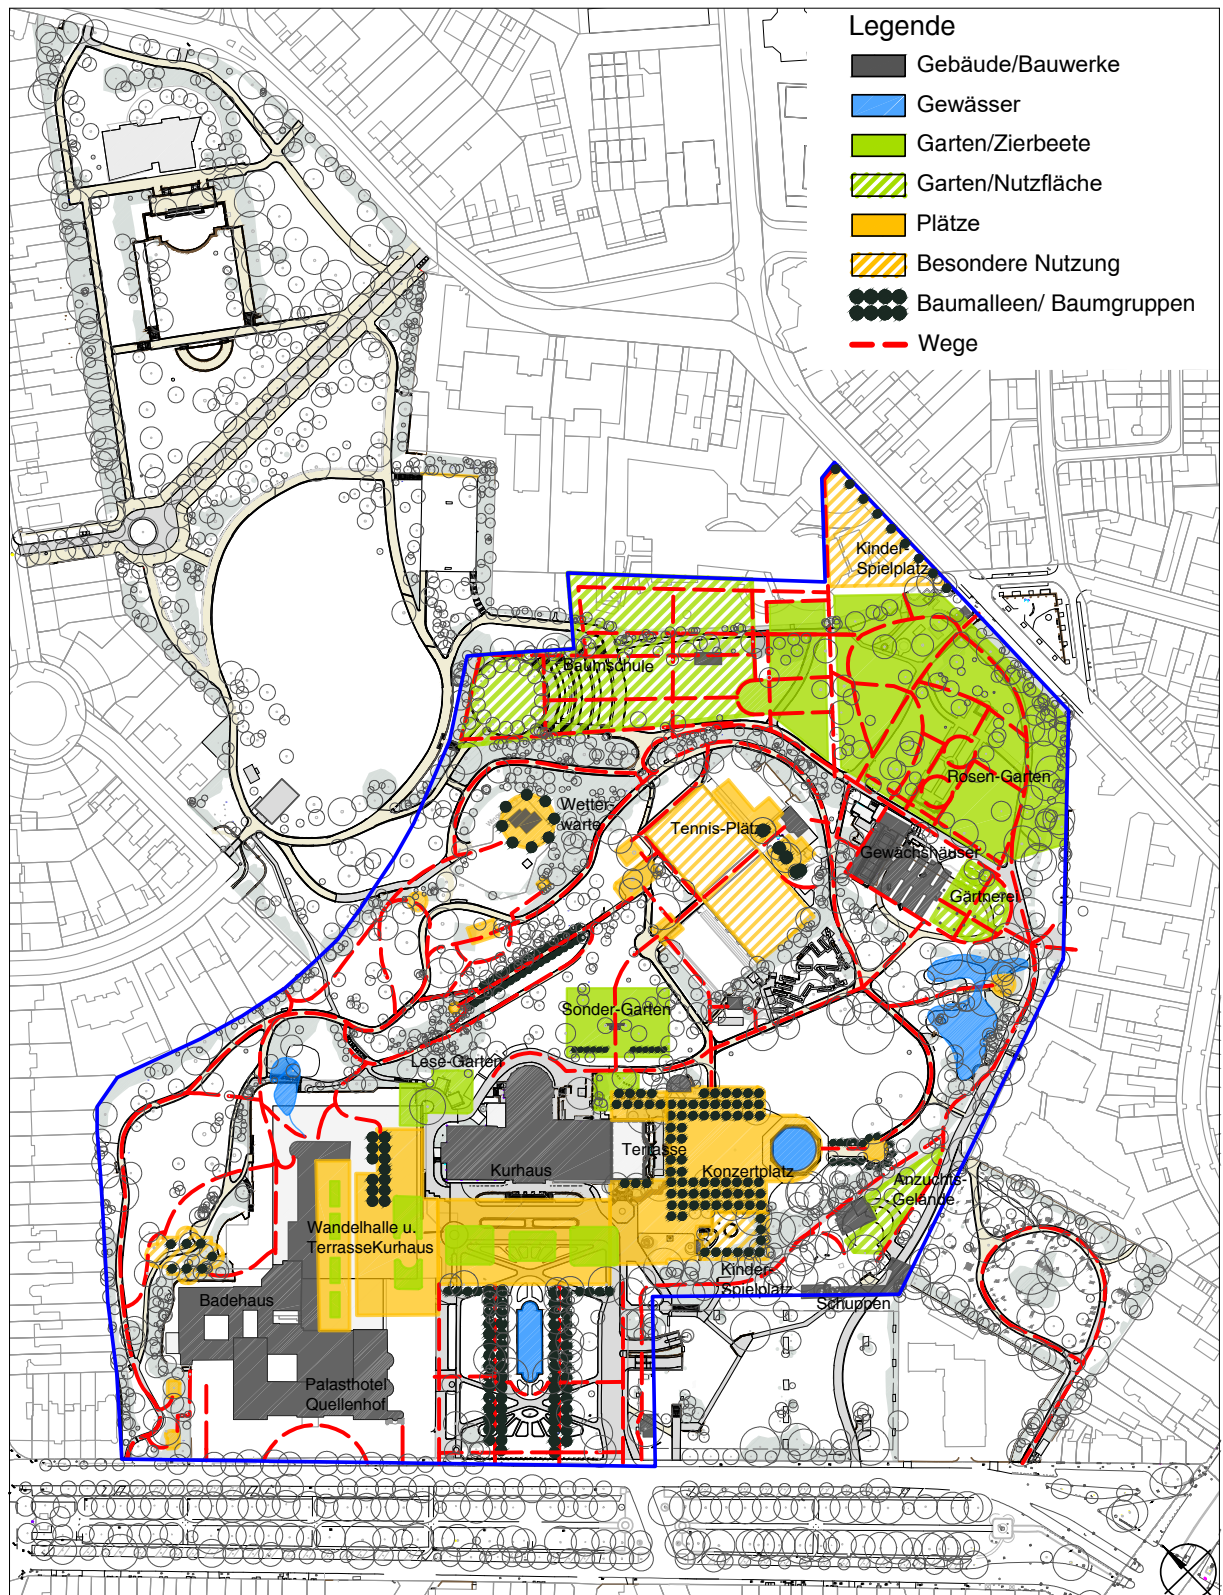 Legende
Gebäude/Bauwerke
Gewässer
Garten/Zierbeete
Garten/Nutzfläche
Plätze
Besondere Nutzung
Baumalleen/ Baumgruppen
Wege
Kinder-
Spielplatz
Baumschule
Rosen-Garten
Wetter-
warte
Tennis-Plätze
Gewächshäuser
Gärtnerei
Sonder-Garten
Lese-Garten
Terrasse
Kurhaus
Konzertplatz
Anzuchts-
Gelände
Wandelhalle u.
TerrasseKurhaus
Kinder-
Spielplatz
Badehaus
Schuppen
Palasthotel
Quellenhof